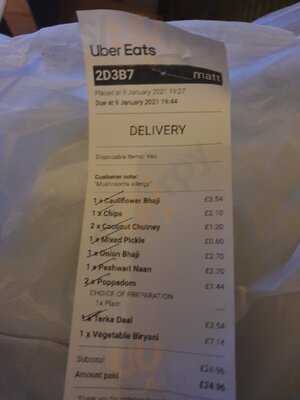 Uber Eats
2D3B7 matt
Placed at 9 January 2021 19:27
Due at 9 January 2021 19:44
DELIVERY
Disposable Items: Yes
Customer note:
"Mushrooms allergy"
1 x Cauliflower Bhaji £3.54
1 x Chips £2.10
2 x Coconut Chutney £1.20
1 x Mixed Pickle £0.60
1 x Onion Bhaji £2.70
1 x Peshwari Naan
2 x Poppadom £1.44
CHOICE OF PREPARATION
1x Plain
1 x Tarka Daal £3.54
1 x Vegetable Biryani £7.14
Subtotal £24.96
Amount paid £24.96